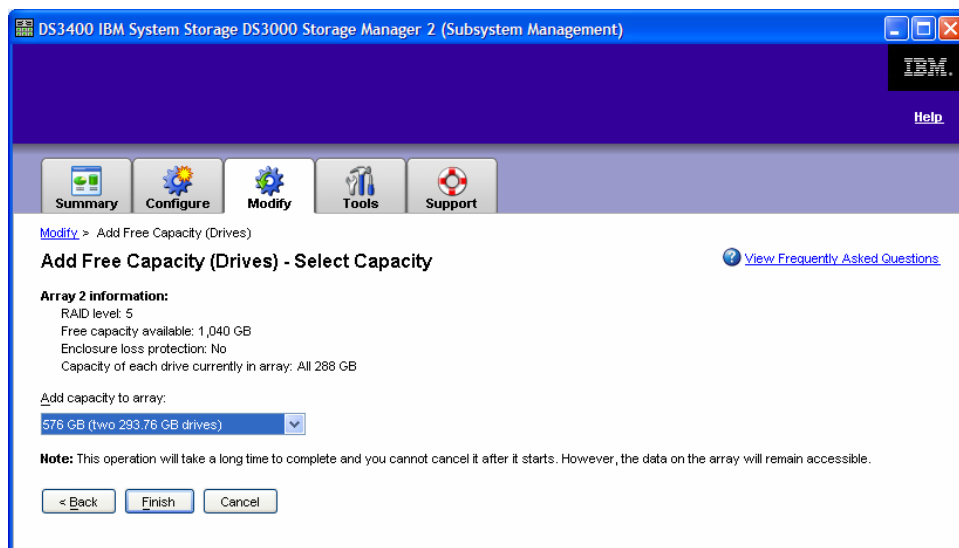 DS3400 IBM System Storage DS3000 Storage Manager 2 (Subsystem Management)
IBM.
Help
Summary
Configure
Modify
Tools
Support
Modify > Add Free Capacity (Drives)
Add Free Capacity (Drives) - Select Capacity
View Frequently Asked Questions
Array 2 information:
RAID level: 5
Free capacity available: 1,040 GB
Enclosure loss protection: No
Capacity of each drive currently in array: All 288 GB
Add capacity to array:
576 GB (two 293.76 GB drives)
Note: This operation will take a long time to complete and you cannot cancel it after it starts. However, the data on the array will remain accessible.
< Back
Finish
Cancel